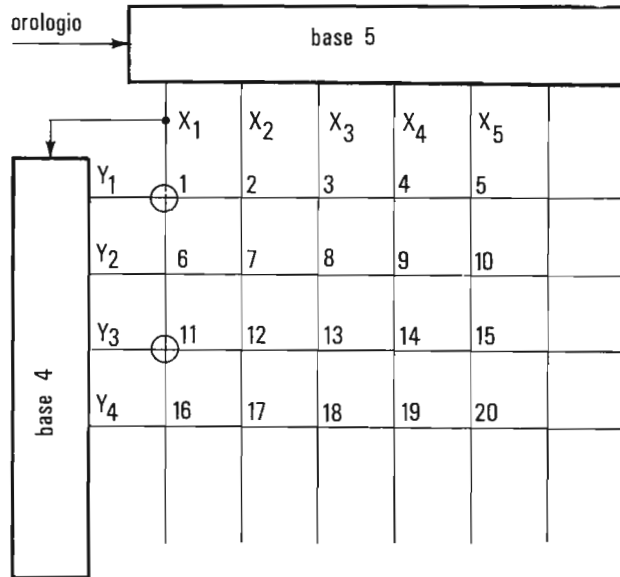 orologio
base 5
X1 X2 X3 X4 X5
Y1 1 2 3 4 5
Y2 6 7 8 9 10
Y3 11 12 13 14 15
Y4 16 17 18 19 20
base 4